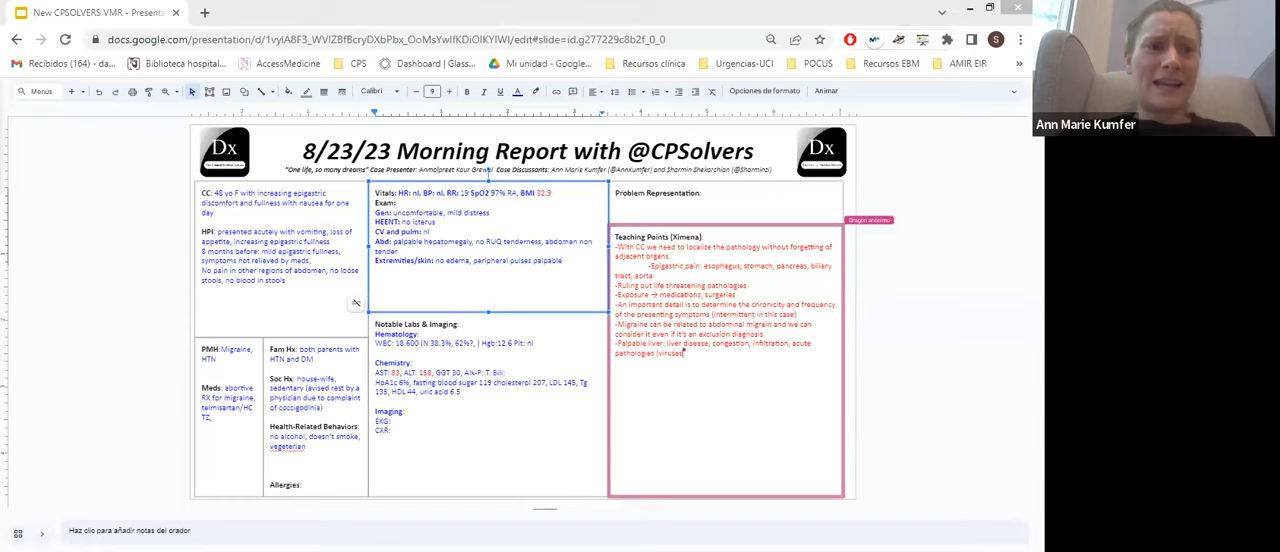 New CPSOLVERS VMR - Presenta
docs.google.com/presentation/d/1vylA8F3_WVlZBfBcryDXbPbx_OoMsYwIfKDiOlKYIWI/edit#slide=id.g277229c8b2f_0_0
Recibidos (164) - da...
Biblioteca hospital...
AccessMedicine
CPS
Dashboard | Glass...
Mi unidad - Google...
Recursos clínica
Urgencias-UCI
POCUS
Recursos EBM
AMIR EIR
Menús
Calibri
9
Opciones de formato
Animar
Dx
8/23/23 Morning Report with @CPSolvers
Dx
"One life, so many dreams" Case Presenter: Anmolpreet Kaur Grewal Case Discussants: Ann Marie Kumfer (@AnnKumfer) and Sharmin Shekarchian (@Sharminzi)
CC: 48 yo F with increasing epigastric
discomfort and fullness with nausea for one
day
HPI: presented acutely with vomiting, loss of
appetite, increasing epigastric fullness
8 months before: mild epigastric fullness,
symptoms not relieved by meds,
No pain in other regions of abdomen, no loose
stools, no blood in stools
PMH:Migraine,
HTN
Meds: abortive
RX for migraine,
telmisartan/HC
TZ,
Fam Hx: both parents with
HTN and DM
Soc Hx: house-wife,
sedentary (avised rest by a
physician due to complaint
of coccigodinia)
Health-Related Behaviors:
no alcohol, doesn't smoke,
vegeterian
Allergies:
Vitals: HR: nl, BP: nl, RR: 19 SpO2 97% RA, BMI 32.9
Exam:
Gen: uncomfortable, mild distress
HEENT: no icterus
CV and pulm: nl
Abd: palpable hepatomegaly, no RUQ tenderness, abdomen non
tender
Extremities/skin: no edema, peripheral pulses palpable
Notable Labs & Imaging:
Hematology:
WBC: 18.600 (N 38.3%, 62%?, ) Hgb:12.6 Plt: nl
Chemistry:
AST: 83, ALT: 158, GGT 30, Alk-P: T. Bili:
HbA1c 6%, fasting blood sugar 119 cholesterol 207, LDL 145, Tg
135, HDL 44, uric acid 6.5
Imaging:
EKG:
CXR:
Problem Representation:
Dragon anonimo
Teaching Points (Ximena):
-With CC we need to localize the pathology without forgetting of
adjacent organs.
-Epigastric pain: esophagus, stomach, pancreas, biliary
tract, aorta.
-Ruling out life threatening pathologies.
-Exposure → medications, surgeries
-An important detail is to determine the chronicity and frequency
of the presenting symptoms (intermittent in this case)
-Migraine can be related to abdominal migrain and we can
consider it even if it's an exclusion diagnosis.
-Palpable liver: liver disease, congestion, infiltration, acute
pathologies (viruses)
Haz clic para añadir notas del orador
Ann Marie Kumfer